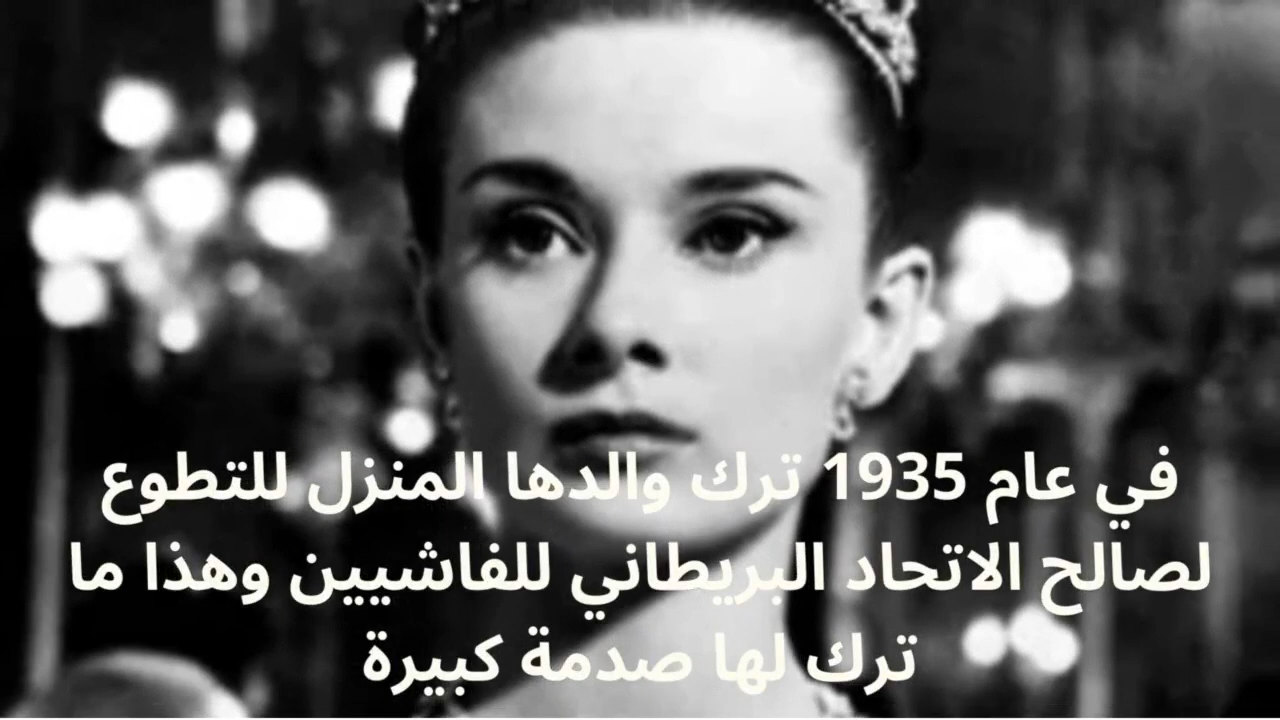 في عام 1935 ترك والدها المنزل للتطوع
لصالح الاتحاد البريطاني للفاشيين وهذا ما
ترك لها صدمة كبيرة